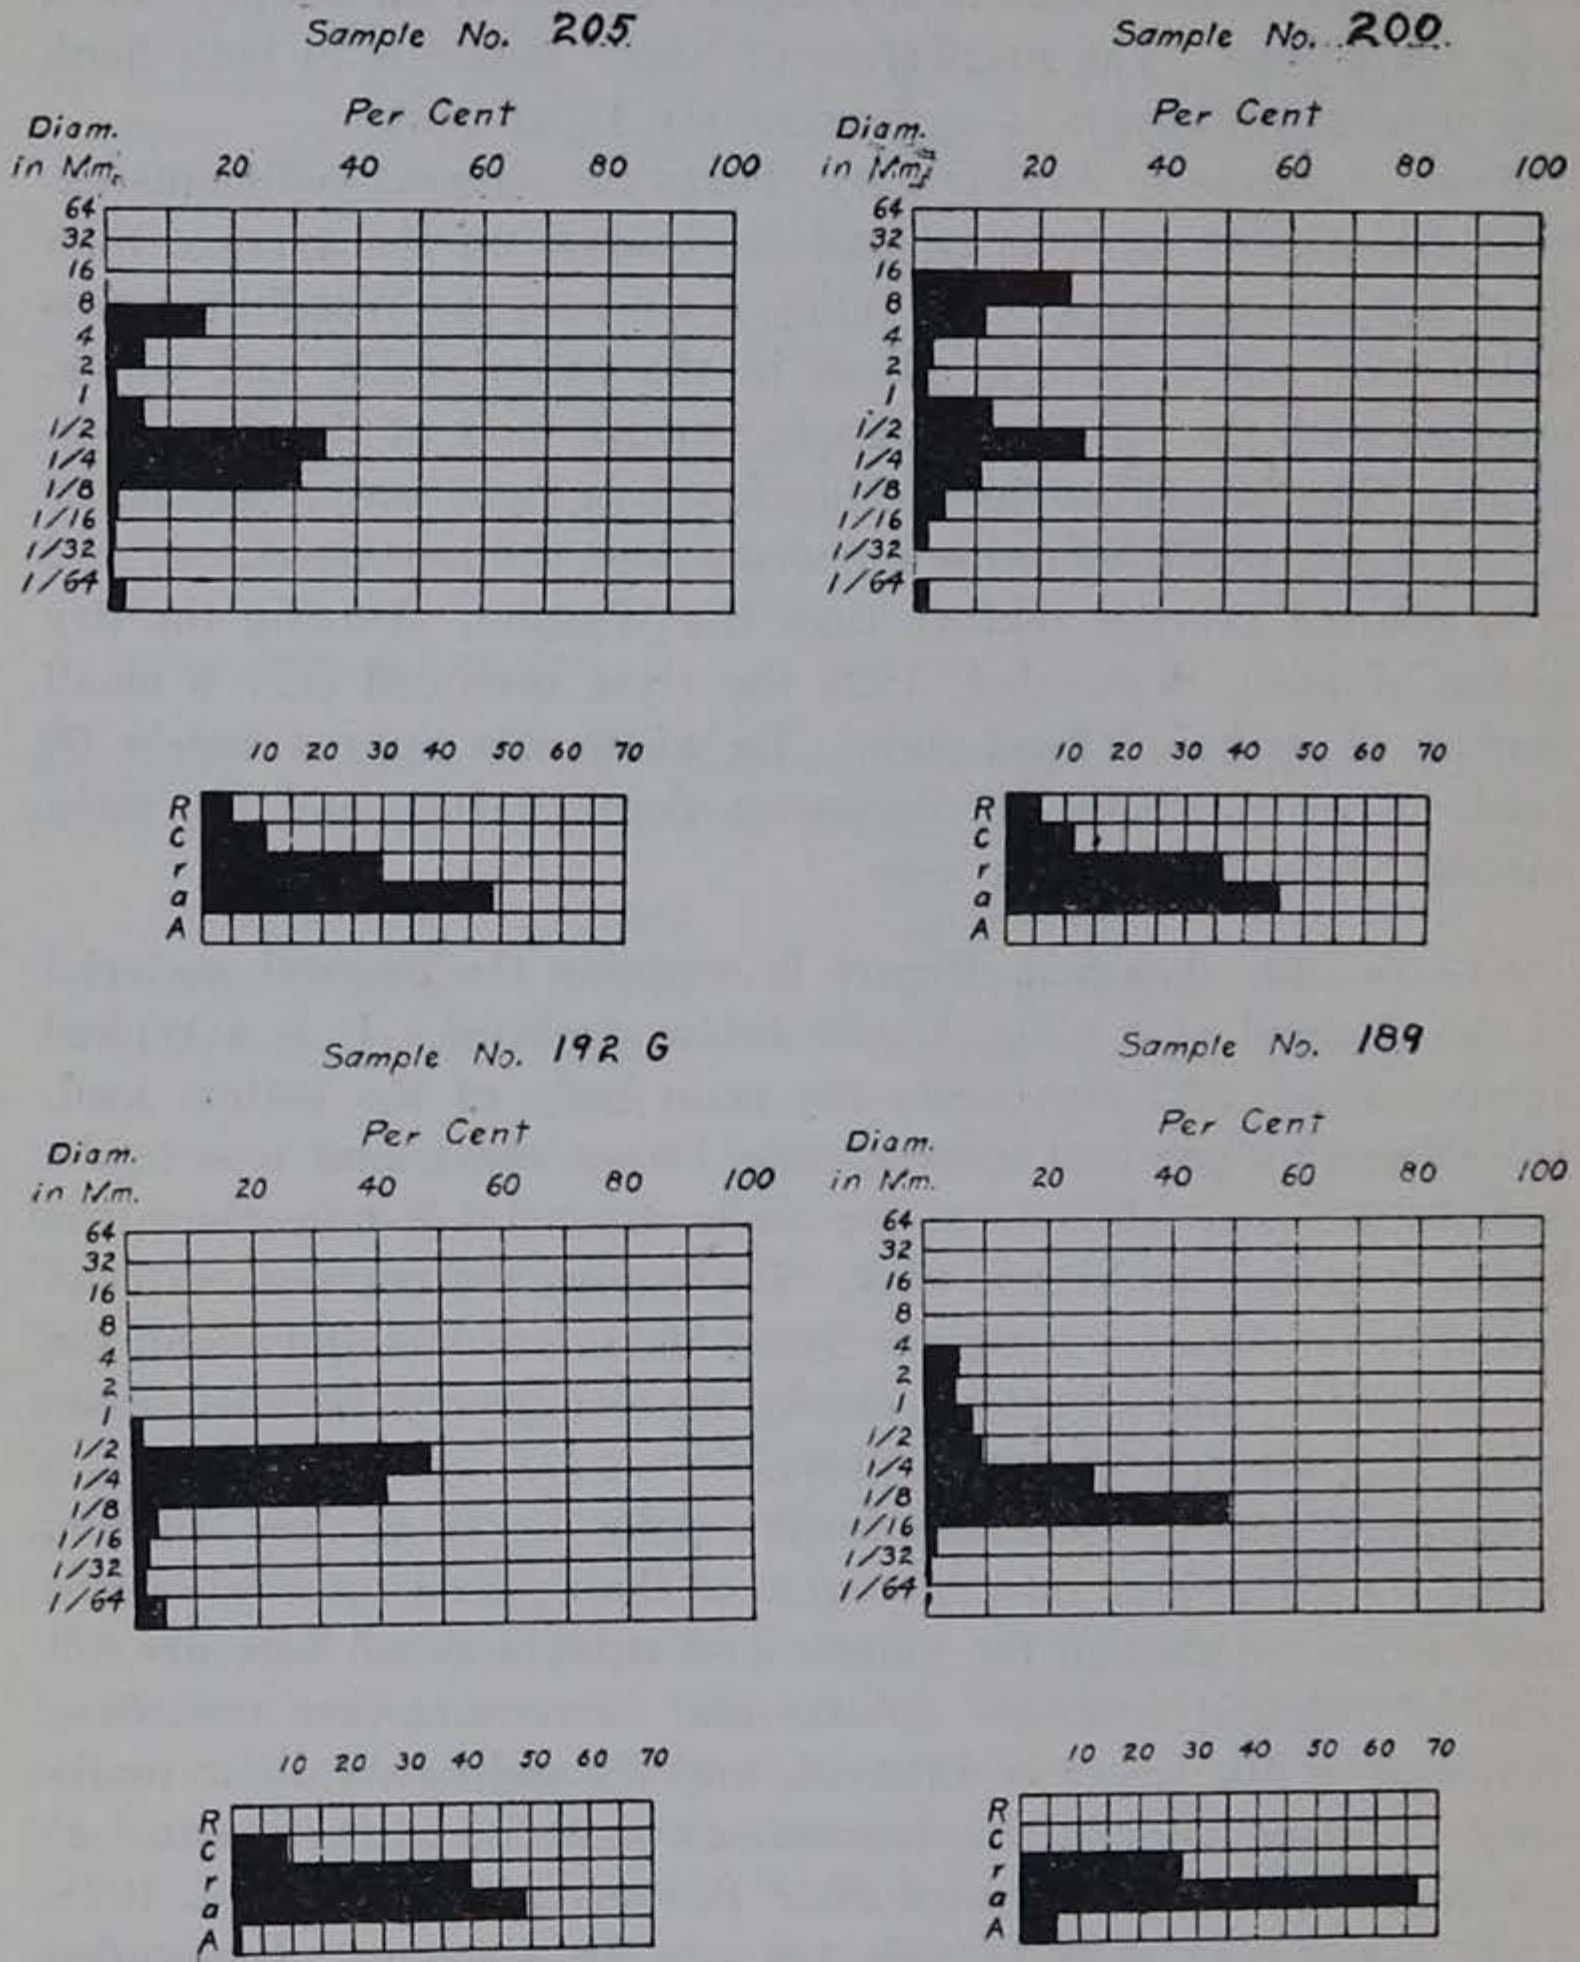 Sample No. 205.
Per Cent
Diam.
in Mm. 20 40 60 80 100
64
32
16
8
4
2
1
1/2
1/4
1/8
1/16
1/32
1/64
10 20 30 40 50 60 70
R
C
r
a
A
Sample No. 200.
Per Cent
Diam.
in Mm. 20 40 60 80 100
64
32
16
8
4
2
1
1/2
1/4
1/8
1/16
1/32
1/64
10 20 30 40 50 60 70
R
C
r
a
A
Sample No. 192 G
Per Cent
Diam.
in Mm. 20 40 60 80 100
64
32
16
8
4
2
1
1/2
1/4
1/8
1/16
1/32
1/64
10 20 30 40 50 60 70
R
C
r
a
A
Sample No. 189
Per Cent
Diam.
in Mm. 20 40 60 80 100
64
32
16
8
4
2
1
1/2
1/4
1/8
1/16
1/32
1/64
10 20 30 40 50 60 70
R
C
r
a
A